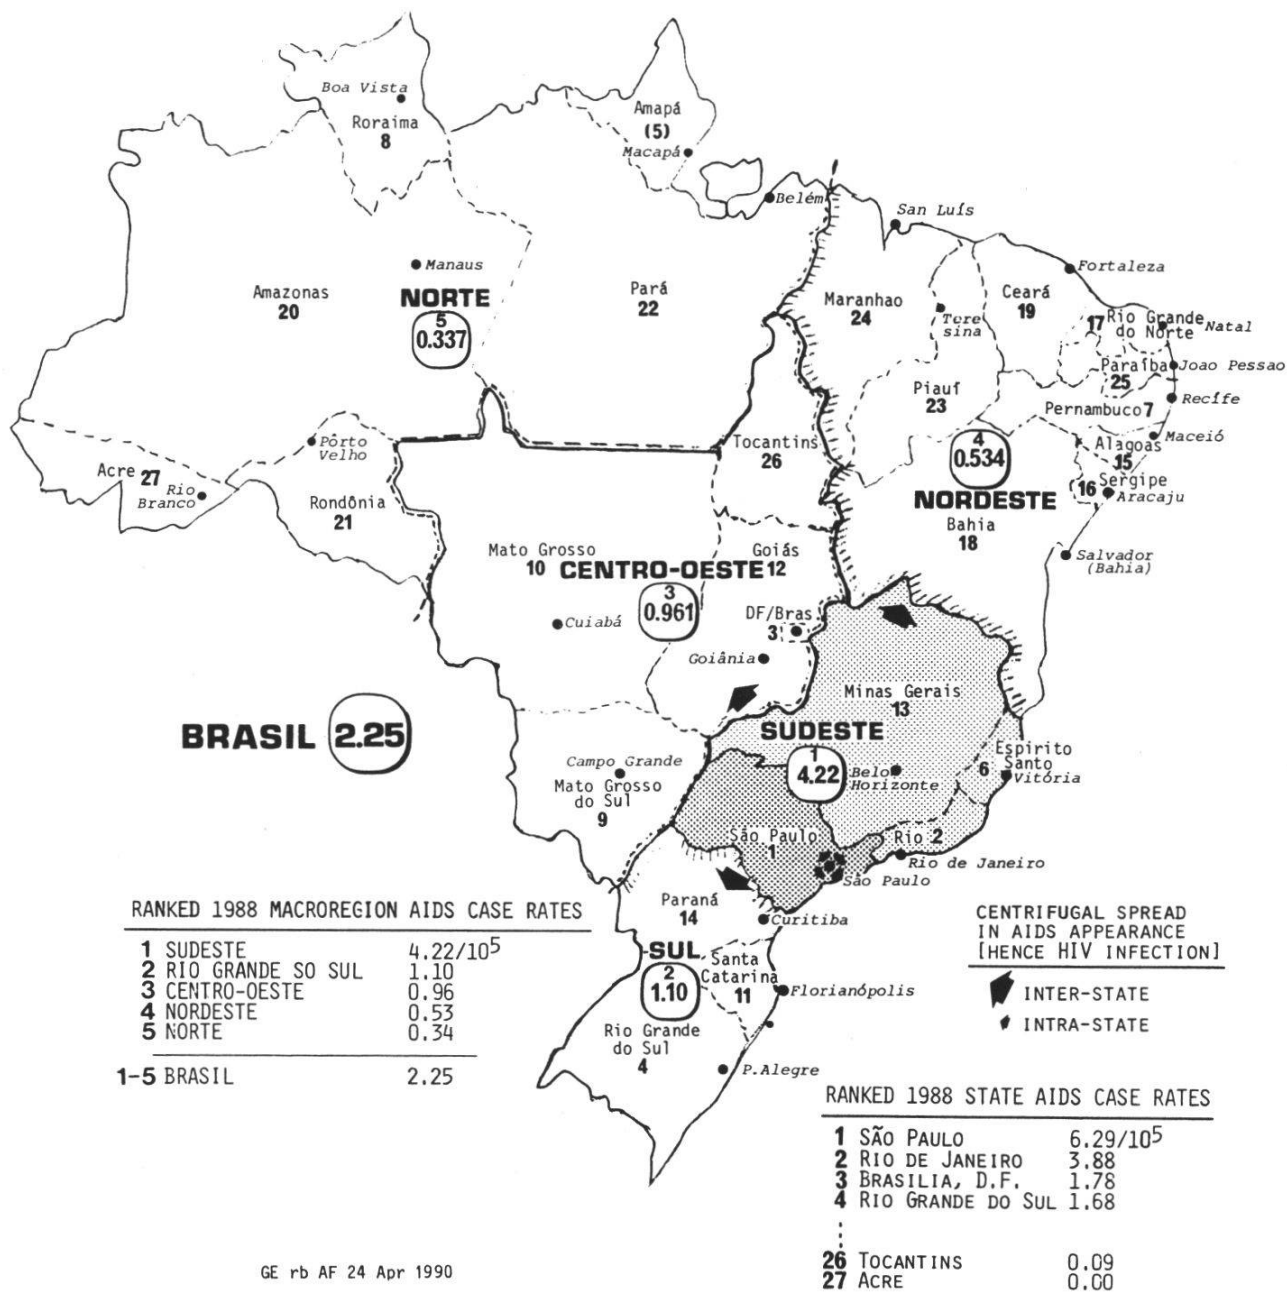 Boa Vista
Roraima
8
Amapá
(5)
Macapá
Belém
San Luís
Manaus
Amazonas
20
NORTE
5
0.337
Pará
22
Maranhao
24
Tere
sina
Ceará
19
Fortaleza
17
Rio Grande
do Norte
Natal
Paraíba
25
Joao Pessao
Piauí
23
Pernambuco 7
Recífe
Pôrto
Velho
Acre 27
Rio
Branco
Rondônia
21
Tocantins
26
4
0.534
NORDESTE
Alagoas
15
Maceió
16
Sergipe
Aracaju
Bahia
18
Salvador
(Bahia)
Mato Grosso
10
Goiás
12
CENTRO-OESTE
3
0.961
Cuiabá
DF/Bras
3
Goiânia
Minas Gerais
13
BRASIL 2.25
SUDESTE
1
4.22
Belo
Horizonte
Espirito
Santo
6
Vitória
Campo Grande
Mato Grosso
do Sul
9
São Paulo
1
Rio 2
Rio de Janeiro
São Paulo
Paraná
14
Curitiba
SUL
2
1.10
Santa
Catarina
11
Florianópolis
Rio Grande
do Sul
4
P.Alegre
RANKED 1988 MACROREGION AIDS CASE RATES
1 SUDESTE 4.22/10⁵
2 RIO GRANDE SO SUL 1.10
3 CENTRO-OESTE 0.96
4 NORDESTE 0.53
5 NORTE 0.34
1-5 BRASIL 2.25
CENTRIFUGAL SPREAD
IN AIDS APPEARANCE
[HENCE HIV INFECTION]
INTER-STATE
INTRA-STATE
RANKED 1988 STATE AIDS CASE RATES
1 SÃO PAULO 6.29/10⁵
2 RIO DE JANEIRO 3.88
3 BRASILIA, D.F. 1.78
4 RIO GRANDE DO SUL 1.68
26 TOCANTINS 0.09
27 ACRE 0.00
GE rb AF 24 Apr 1990